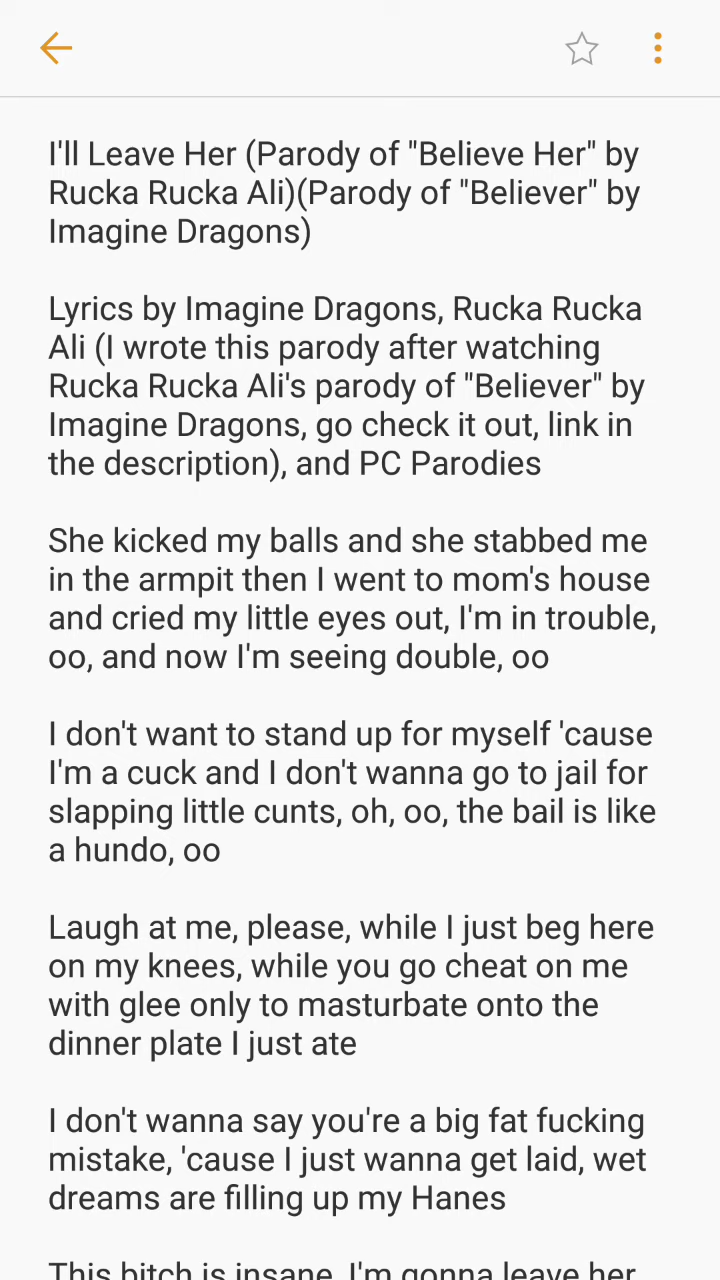 I'll Leave Her (Parody of "Believe Her" by
Rucka Rucka Ali)(Parody of "Believer" by
Imagine Dragons)
Lyrics by Imagine Dragons, Rucka Rucka
Ali (I wrote this parody after watching
Rucka Rucka Ali's parody of "Believer" by
Imagine Dragons, go check it out, link in
the description), and PC Parodies
She kicked my balls and she stabbed me
in the armpit then I went to mom's house
and cried my little eyes out, I'm in trouble,
oo, and now I'm seeing double, oo
I don't want to stand up for myself 'cause
I'm a cuck and I don't wanna go to jail for
slapping little cunts, oh, oo, the bail is like
a hundo, oo
Laugh at me, please, while I just beg here
on my knees, while you go cheat on me
with glee only to masturbate onto the
dinner plate I just ate
I don't wanna say you're a big fat fucking
mistake, 'cause I just wanna get laid, wet
dreams are filling up my Hanes
This bitch is insane, I'm gonna leave her